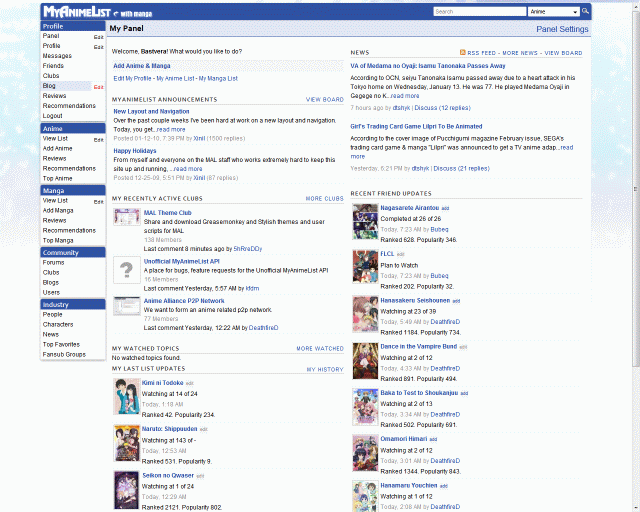 MYANIMELIST with manga
Search
Anime
Profile
Panel Edit
Profile Edit
Messages
Friends
Clubs
Blog Edit
Reviews
Recommendations
Logout
Anime
View List Edit
Add Anime
Reviews
Recommendations
Top Anime
Manga
View List Edit
Add Manga
Reviews
Recommendations
Top Manga
Community
Forums
Clubs
Blogs
Users
Industry
People
Characters
News
Top Favorites
Fansub Groups
My Panel
Panel Settings
Welcome, Bastvera! What would you like to do?
Add Anime & Manga
Edit My Profile - My Anime List - My Manga List
MYANIMELIST ANNOUNCEMENTS VIEW BOARD
New Layout and Navigation
Over the past couple weeks I've been hard at work on a new layout and navigation.
Today, you get...read more
Posted 01-12-10, 7:39 PM by Xinil (1500 replies)
Happy Holidays
From myself and everyone on the MAL staff who works extremely hard to keep this
site up and running, ...read more
Posted 12-25-09, 5:51 PM by Xinil (87 replies)
MY RECENTLY ACTIVE CLUBS MORE CLUBS
MAL Theme Club
Share and download Greasemonkey and Stylish themes and user
scripts for MAL
138 Members
Last comment 8 minutes ago by 5hRReDDy
Unofficial MyAnimeList API
A place for bugs, feature requests for the Unofficial MyAnimeList API
16 Members
Last comment Yesterday, 5:57 AM by kfdm
Anime Alliance P2P Network
We want to form an anime related p2p network.
77 Members
Last comment Yesterday, 12:22 AM by DeathfireD
MY WATCHED TOPICS MORE WATCHED
No watched topics found.
MY LAST LIST UPDATES MY HISTORY
Kimi ni Todoke edit
Watching at 14 of 24
Today, 1:18 AM
Ranked 42. Popularity 234.
Naruto: Shippuuden edit
Watching at 143 of -
Today, 12:53 AM
Ranked 531. Popularity 9.
Seikon no Qwaser edit
Watching at 1 of 24
Today, 12:29 AM
Ranked 2121. Popularity 802.
NEWS RSS FEED - MORE NEWS - VIEW BOARD
VA of Medama no Oyaji: Isamu Tanonaka Passes Away
According to OCN, seiyu Tanonaka Isamu passed away due to a heart attack in his
Tokyo home on Wednesday, January 13. He was 77. He played Medama Oyaji in
Gegege no K...read more
7 hours ago by dtshyk | Discuss (12 replies)
Girl's Trading Card Game Lilpri To Be Animated
According to the cover image of Pucchigumi magazine February issue, SEGA's
trading card game & manga "Lilpri" was announced to get a TV anime adap...read
more
Yesterday, 6:21 PM by dtshyk | Discuss (21 replies)
RECENT FRIEND UPDATES
Nagasarete Airantou add
Completed at 26 of 26
Today, 7:23 AM by Bubeq
Ranked 628. Popularity 346.
FLCL edit
Plan to Watch
Today, 7:23 AM by Bubeq
Ranked 202. Popularity 32.
Hanasakeru Seishounen add
Watching at 23 of 39
Today, 5:49 AM by DeathfireD
Ranked 1184. Popularity 734.
Dance in the Vampire Bund edit
Watching at 2 of 12
Today, 4:33 AM by DeathfireD
Ranked 891. Popularity 494.
Baka to Test to Shoukanjuu add
Watching at 2 of 13
Today, 3:34 AM by DeathfireD
Ranked 502. Popularity 691.
Omamori Himari add
Watching at 2 of 12
Today, 3:01 AM by DeathfireD
Ranked 1344. Popularity 843.
Hanamaru Youchien add
Watching at 1 of 12
Today, 2:08 AM by DeathfireD